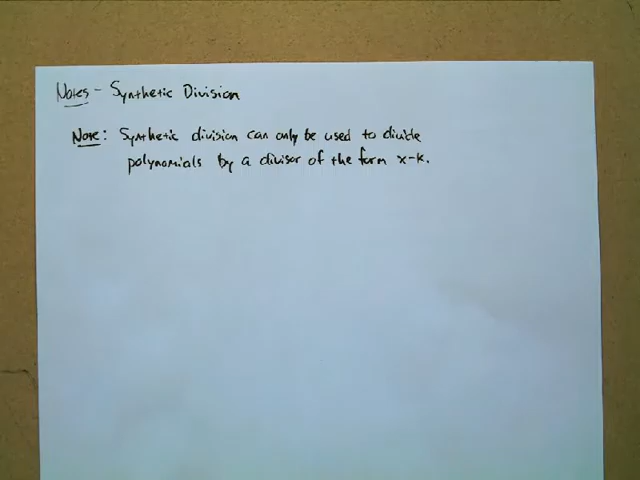 Notes - Synthetic Division
Note: Synthetic division can only be used to divide
polynomials by a divisor of the form x-k.